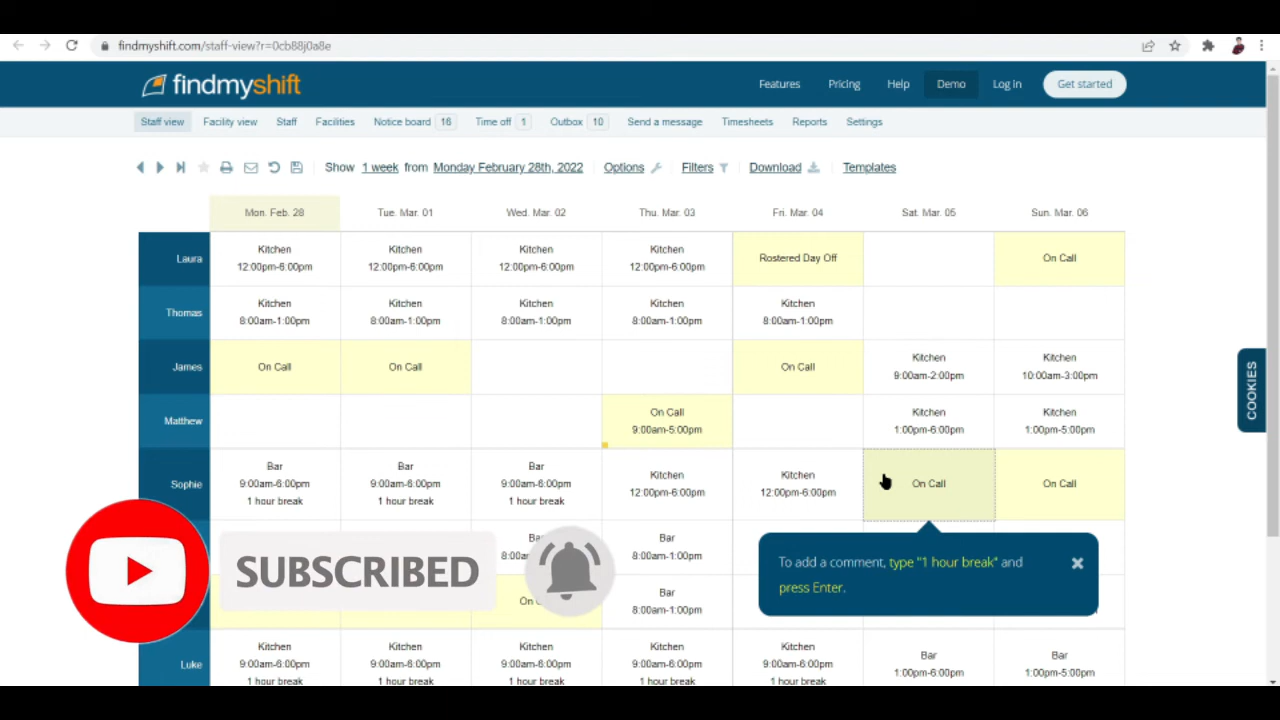 findmyshift.com/staff-view?r=0cb88j0a8e
findmyshift Features Pricing Help Demo Log in Get started
Staff view Facility view Staff Facilities Notice board 16 Time off 1 Outbox 10 Send a message Timesheets Reports Settings
Show 1 week from Monday February 28th, 2022 Options Filters Download Templates
Mon. Feb. 28 Tue. Mar. 01 Wed. Mar. 02 Thu. Mar. 03 Fri. Mar. 04 Sat. Mar. 05 Sun. Mar. 06
Kitchen Kitchen Kitchen Kitchen
Laura Rostered Day Off On Call
12:00pm-6:00pm 12:00pm-6:00pm 12:00pm-6:00pm 12:00pm-6:00pm
Kitchen Kitchen Kitchen Kitchen Kitchen
Thomas
8:00am-1:00pm 8:00am-1:00pm 8:00am-1:00pm 8:00am-1:00pm 8:00am-1:00pm
Kitchen Kitchen
James On Call On Call On Call
9:00am-2:00pm 10:00am-3:00pm
COOKIES
On Call Kitchen Kitchen
Matthew
9:00am-5:00pm 1:00pm-6:00pm 1:00pm-5:00pm
Bar Bar Bar Kitchen Kitchen
Sophie 9:00am-6:00pm 9:00am-6:00pm 9:00am-6:00pm On Call On Call
1 hour break 1 hour break 1 hour break 12:00pm-6:00pm 12:00pm-6:00pm
Bar
8:00am-1:00pm
To add a comment, type "1 hour break" and
press Enter.
SUBSCRIBED
Bar
8:00am-1:00pm
Kitchen Kitchen Kitchen Kitchen Kitchen Bar Bar
Luke 9:00am-6:00pm 9:00am-6:00pm 9:00am-6:00pm 9:00am-6:00pm 9:00am-6:00pm 1:00pm-6:00pm 1:00pm-5:00pm
1 hour break 1 hour break 1 hour break 1 hour break 1 hour break